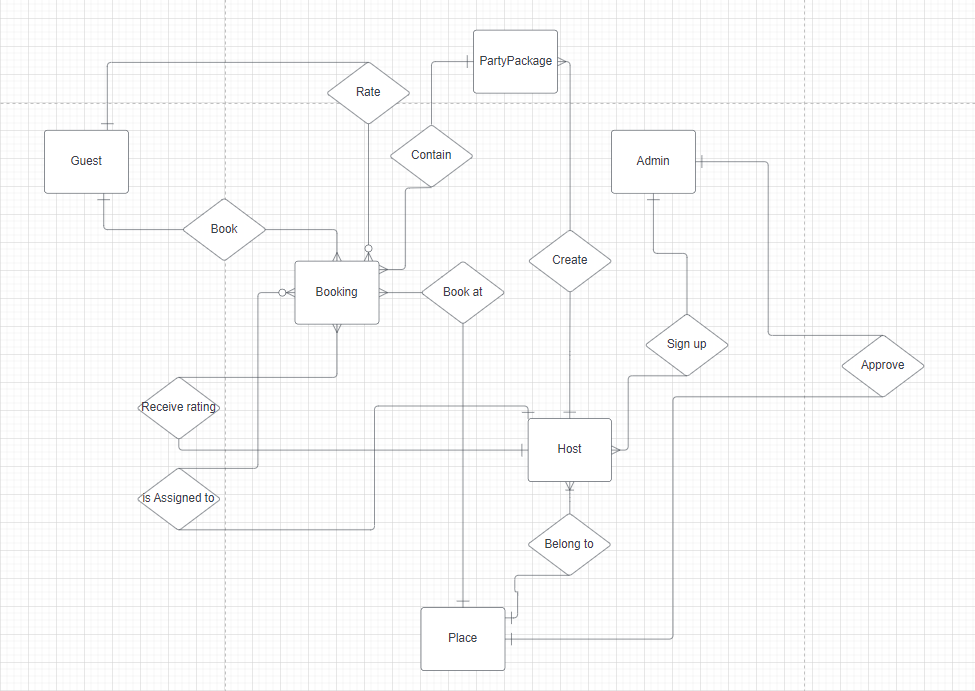 PartyPackage
Rate
Contain
Guest
Admin
Book
Create
Booking
Book at
Sign up
Approve
Receive rating
Host
is Assigned to
Belong to
Place